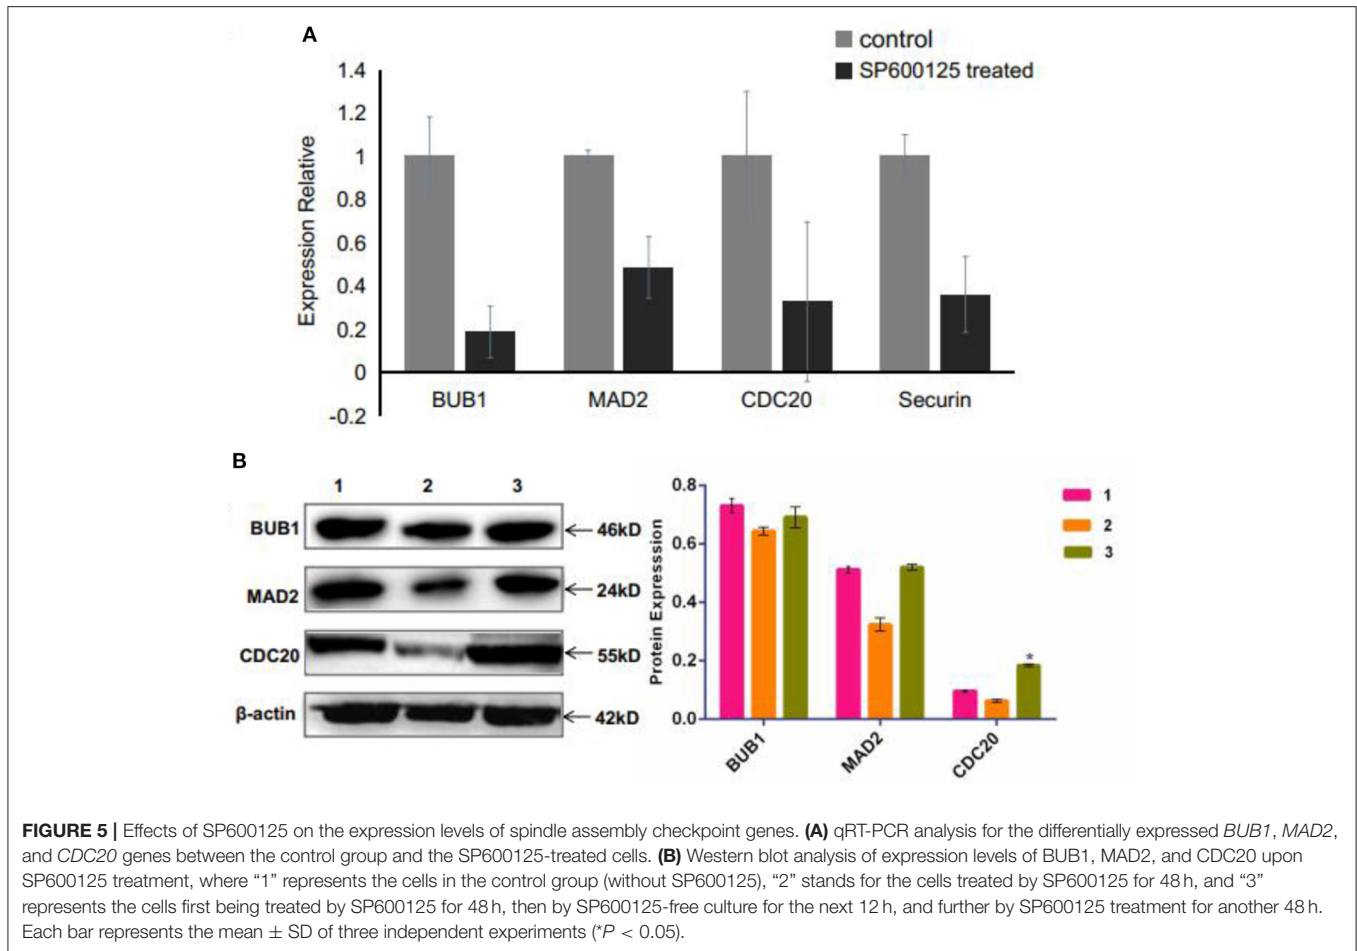 A
control
SP600125 treated
1.4
1.2
1
0.8
0.6
0.4
0.2
0
-0.2
Expression Relative
BUB1 MAD2 CDC20 Securin
B
1 2 3
BUB1 46kD
MAD2 24kD
CDC20 55kD
β-actin 42kD
0.8
0.6
0.4
0.2
0.0
Protein Expresssion
*
BUB1 MAD2 CDC20
1
2
3
FIGURE 5 | Effects of SP600125 on the expression levels of spindle assembly checkpoint genes. (A) qRT-PCR analysis for the differentially expressed BUB1, MAD2,
and CDC20 genes between the control group and the SP600125-treated cells. (B) Western blot analysis of expression levels of BUB1, MAD2, and CDC20 upon
SP600125 treatment, where “1” represents the cells in the control group (without SP600125), “2” stands for the cells treated by SP600125 for 48 h, and “3”
represents the cells first being treated by SP600125 for 48 h, then by SP600125-free culture for the next 12 h, and further by SP600125 treatment for another 48 h.
Each bar represents the mean ± SD of three independent experiments (*P < 0.05).